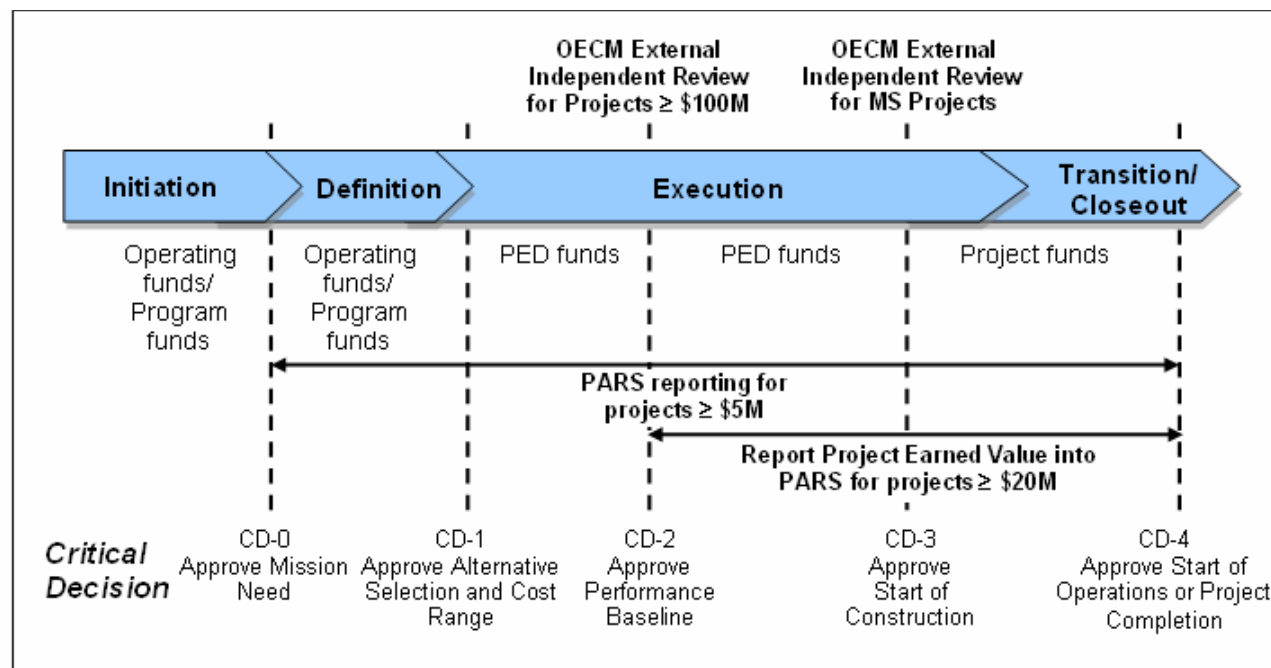 OECM External
Independent Review
for Projects ≥ $100M
OECM External
Independent Review
for MS Projects
Initiation
Definition
Execution
Transition/
Closeout
Operating
funds/
Program
funds
Operating
funds/
Program
funds
PED funds
PED funds
Project funds
PARS reporting for
projects ≥ $5M
Report Project Earned Value into
PARS for projects ≥ $20M
Critical
Decision
CD-0
Approve Mission
Need
CD-1
Approve Alternative
Selection and Cost
Range
CD-2
Approve
Performance
Baseline
CD-3
Approve
Start of
Construction
CD-4
Approve Start of
Operations or Project
Completion